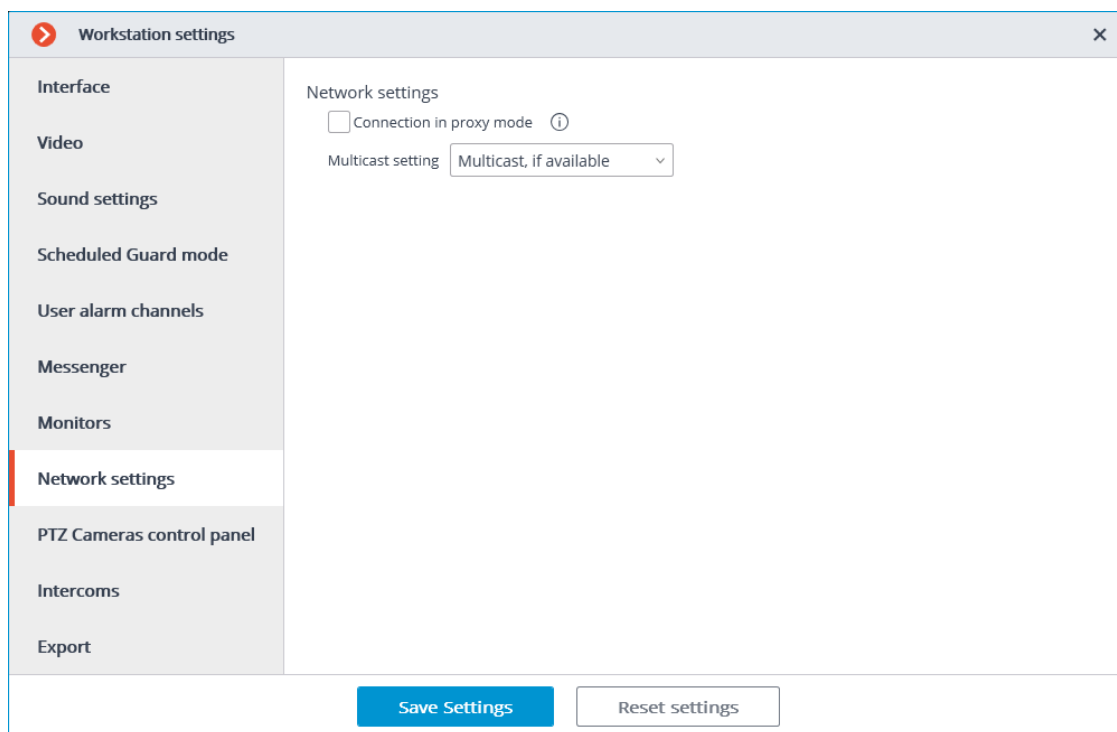 Workstation settings
Interface
Video
Sound settings
Scheduled Guard mode
User alarm channels
Messenger
Monitors
Network settings
PTZ Cameras control panel
Intercoms
Export
Network settings
Connection in proxy mode
Multicast setting Multicast, if available
Save Settings Reset settings